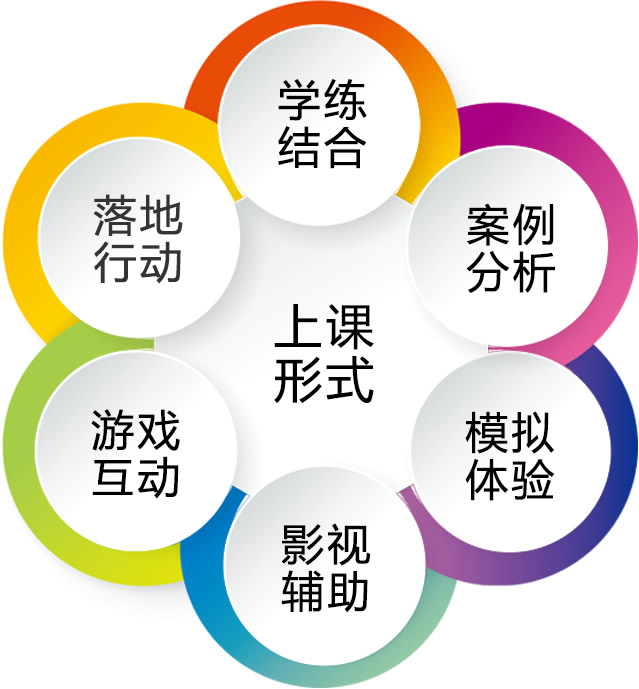 学练
结合
案例
分析
模拟
体验
影视
辅助
游戏
互动
落地
行动
上课
形式